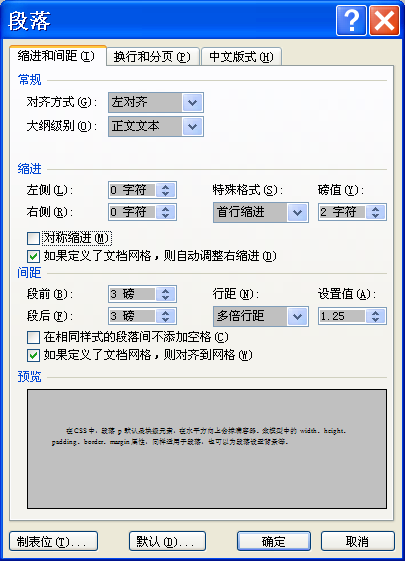 段落
缩进和间距(I) 换行和分页(P) 中文版式(H)
常规
对齐方式(G): 左对齐
大纲级别(O): 正文文本
缩进
左侧(L): 0 字符 特殊格式(S): 磅值(Y):
右侧(R): 0 字符 首行缩进 2 字符
对称缩进(M)
如果定义了文档网格,则自动调整右缩进(D)
间距
段前(B): 3 磅 行距(N): 设置值(A):
段后(F): 3 磅 多倍行距 1.25
在相同样式的段落间不添加空格(C)
如果定义了文档网格,则对齐到网格(W)
预览
在CSS中,段落 p 默认是块级元素,在水平方向上会撑满容器。盒模型中的 width、height、
padding、border、margin属性,同样适用于段落,也可以为段落设置背景等。
制表位(T)... 默认(D)... 确定 取消